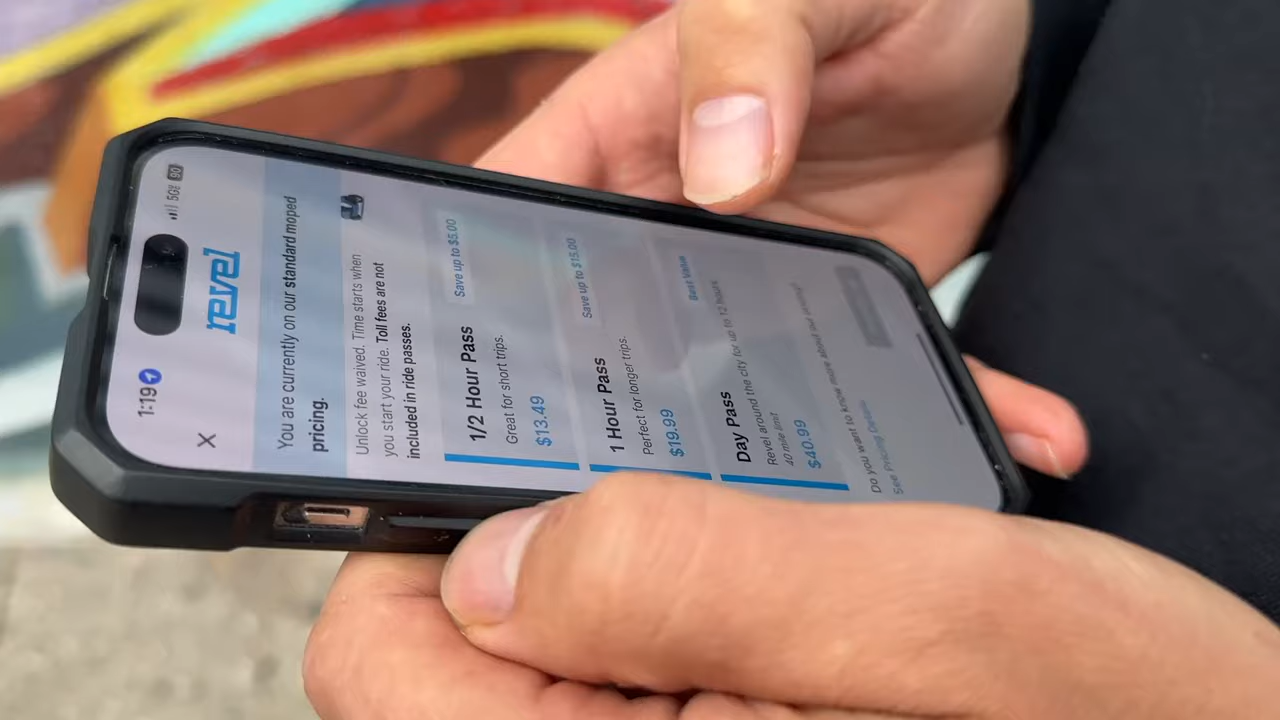 1:19
5G
90
X
revel
You are currently on our standard moped
pricing.
Unlock fee waived. Time starts when
you start your ride. Toll fees are not
included in ride passes.
1/2 Hour Pass
Save up to $5.00
Great for short trips.
$13.49
1 Hour Pass
Save up to $15.00
Perfect for longer trips.
$19.99
Day Pass
Best Value
Revel around the city for up to 12 hours
40 mile limit
$40.99
Do you want to know more about our pricing?
See Pricing Details